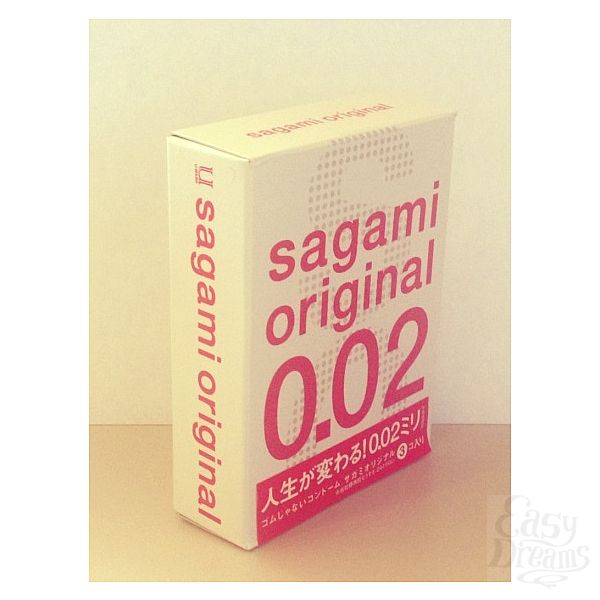 sagami original
sagami original
sagami
original
0.02
人生が変わる!0.02ミリ
ゴムじゃないコンドーム サガミオリジナル 3コ入り
Easy
Dreams